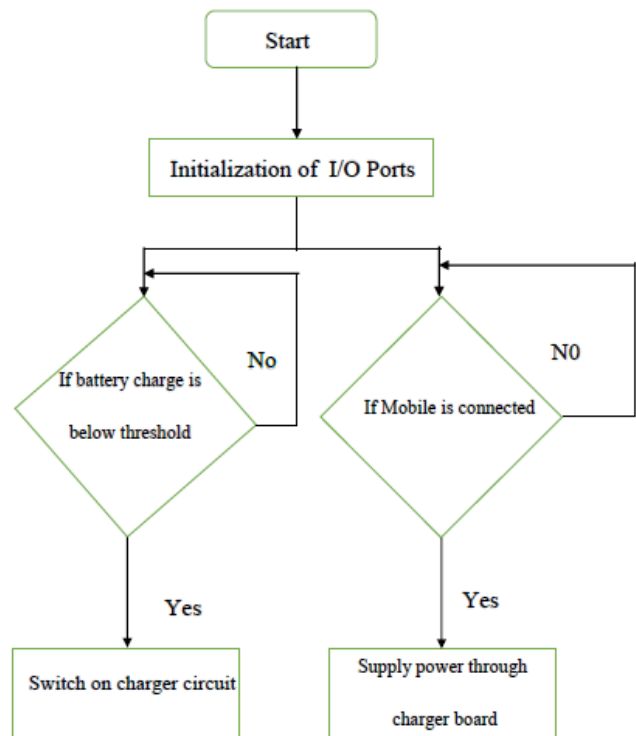 Start
Initialization of I/O Ports
If battery charge is
below threshold
No
If Mobile is connected
N0
Yes
Yes
Switch on charger circuit
Supply power through
charger board